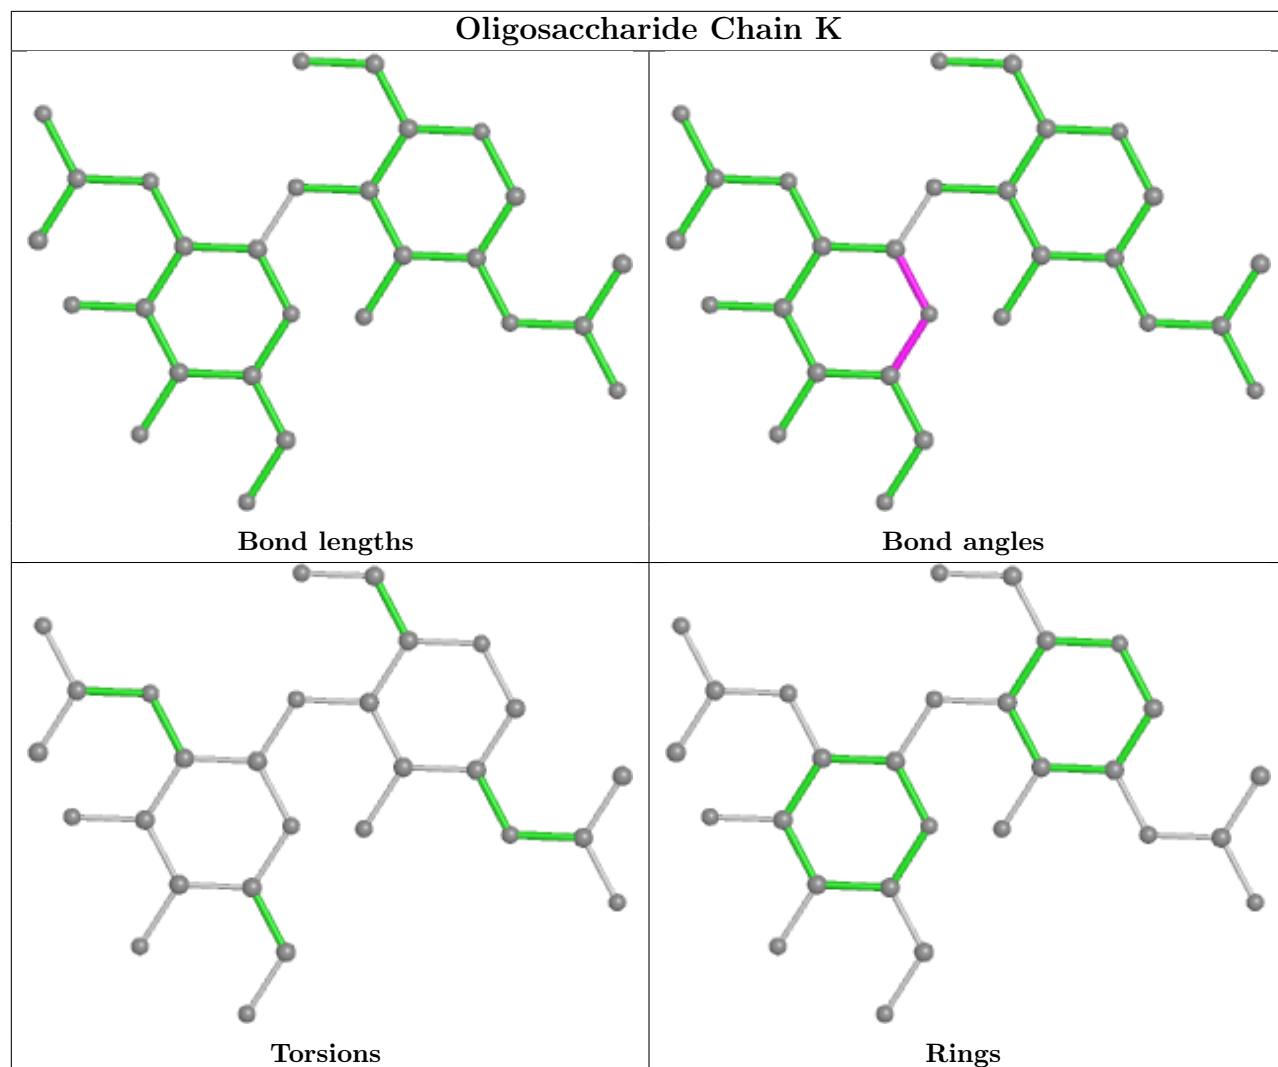 Oligosaccharide Chain K
Bond lengths
Bond angles
Torsions
Rings